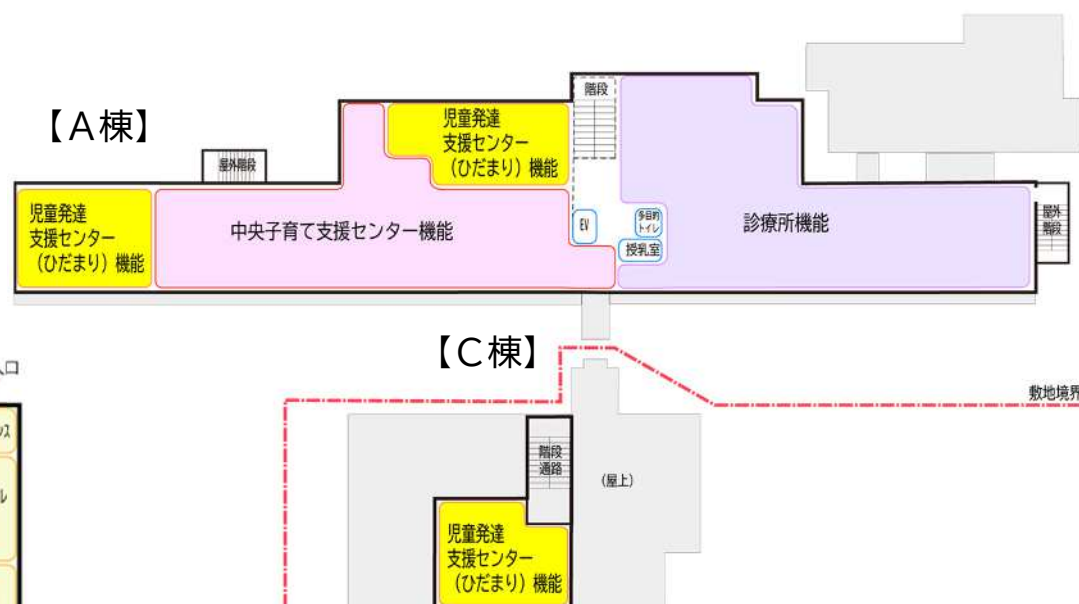 【A棟】
階段
児童発達
支援センター
（ひだまり）機能
屋外階段
児童発達
支援センター
（ひだまり）機能
中央子育て支援センター機能
EV
多目的
トイレ
授乳室
診療所機能
屋外
階段
【C棟】
敷地境界
階段
通路
（屋上）
児童発達
支援センター
（ひだまり）機能
口
ル